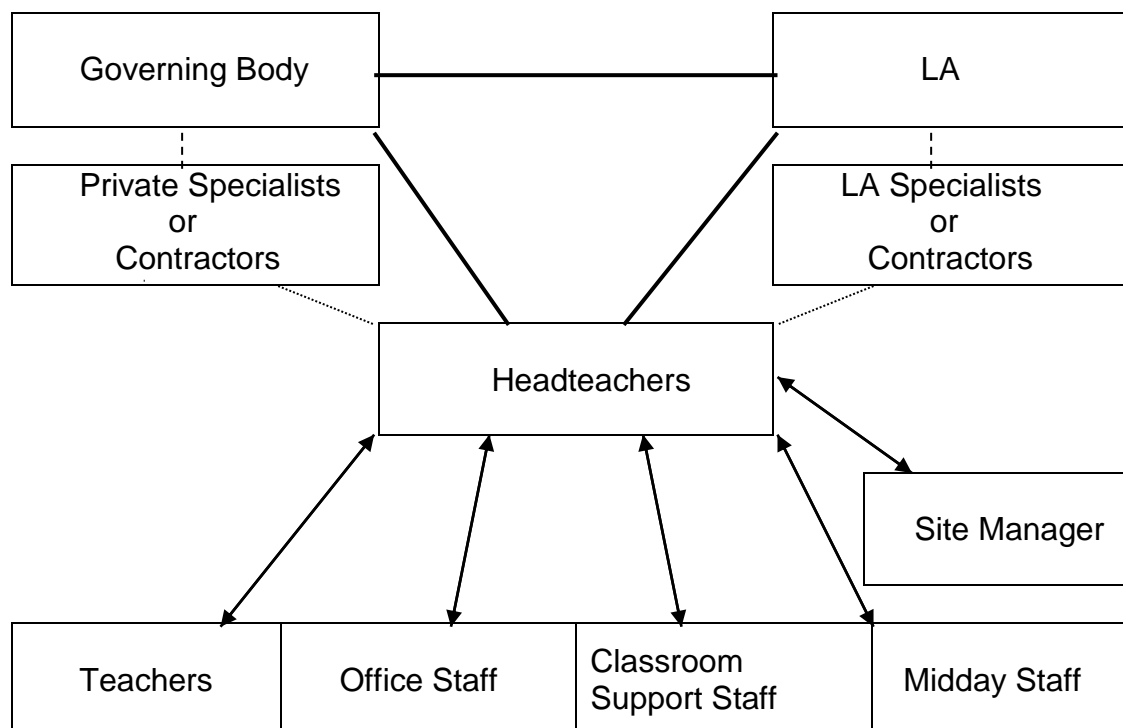 Governing Body
LA
Private Specialists
or
Contractors
LA Specialists
or
Contractors
Headteachers
Site Manager
Teachers
Office Staff
Classroom
Support Staff
Midday Staff